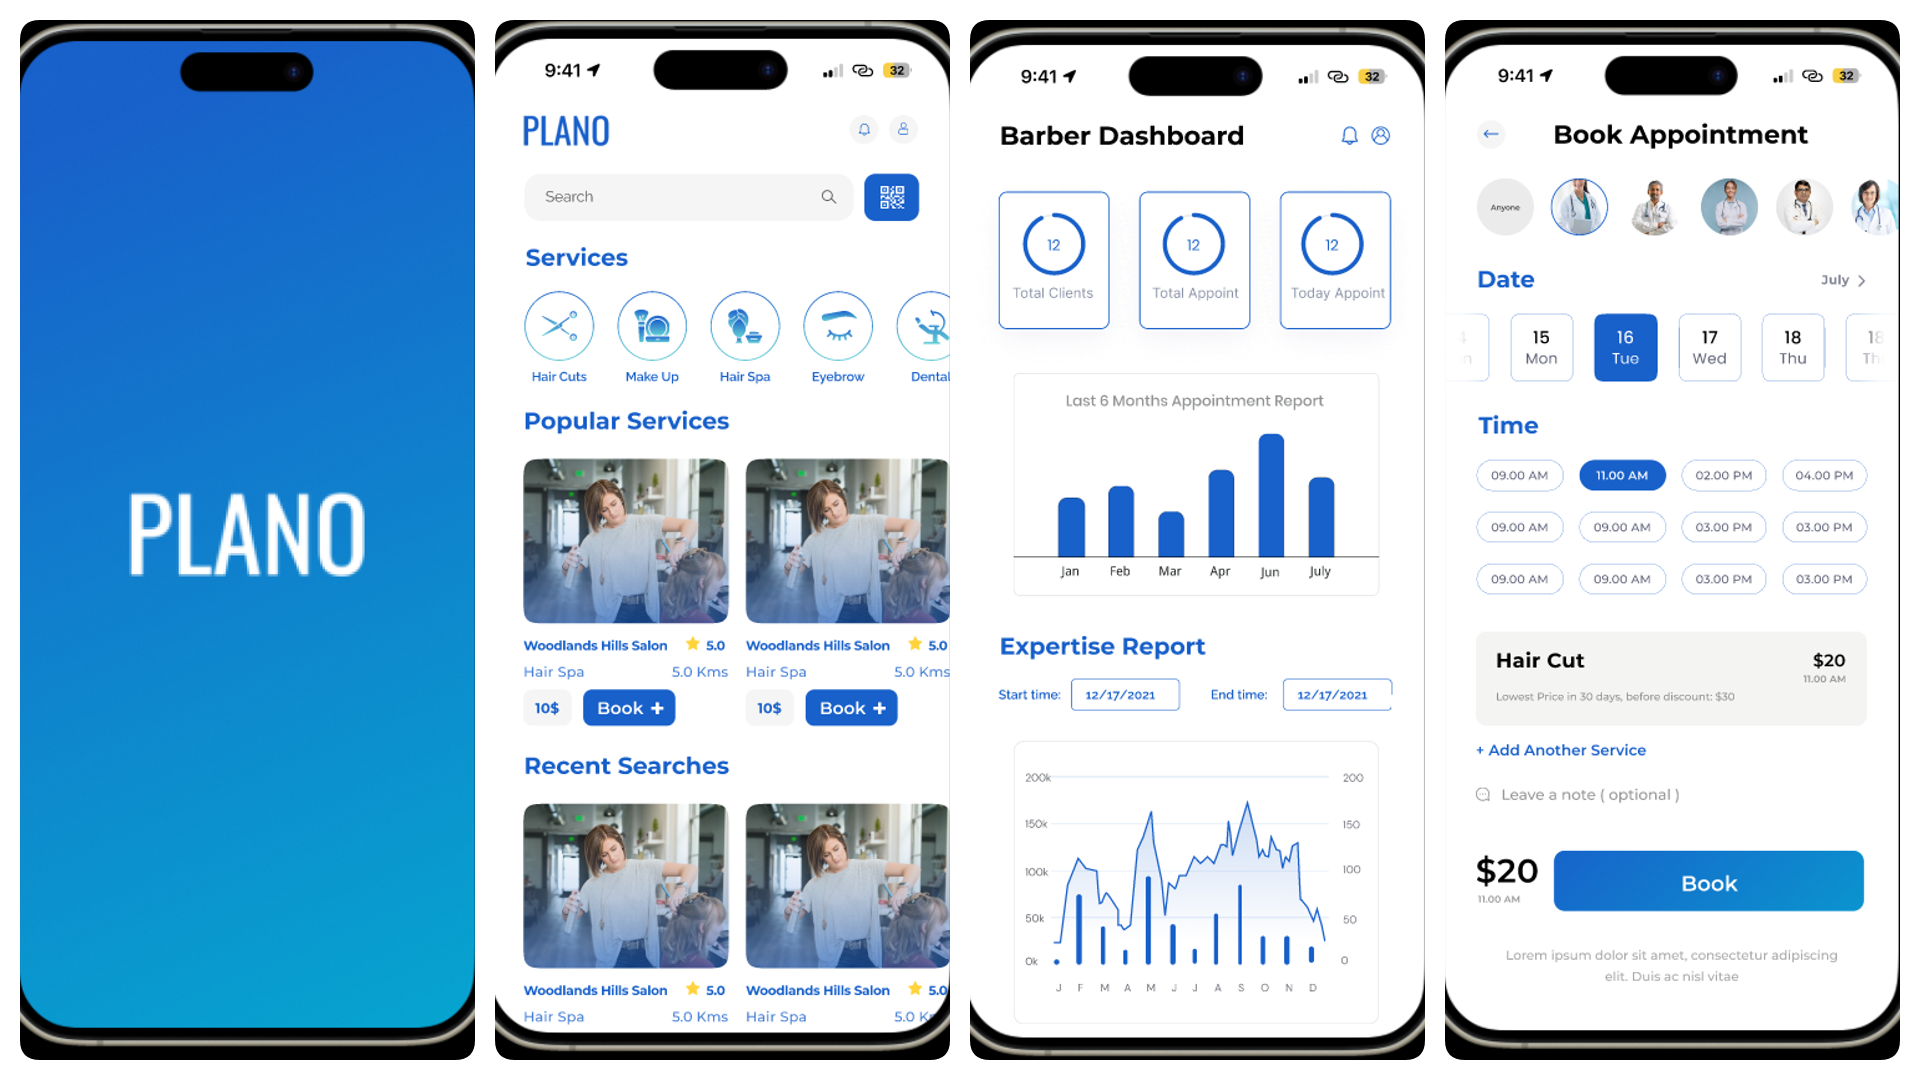 PLANO
9:41
32
PLANO
Search
Services
Hair Cuts
Make Up
Hair Spa
Eyebrow
Dental
Popular Services
Woodlands Hills Salon 5.0
Woodlands Hills Salon 5.0
Hair Spa 5.0 Kms
Hair Spa 5.0 Kms
10$ Book +
10$ Book +
Recent Searches
Woodlands Hills Salon 5.0
Woodlands Hills Salon 5.0
Hair Spa 5.0 Kms
Hair Spa 5.0 K
9:41
32
Barber Dashboard
12
12
12
Total Clients
Total Appoint
Today Appoint
Last 6 Months Appointment Report
Jan Feb Mar Apr Jun July
Expertise Report
Start time: 12/17/2021 End time: 12/17/2021
200k 200
150k 150
100k 100
50k 50
0k 0
J F M A M J J A S O N D
9:41
32
Book Appointment
Anyone
Date
July >
4 15 16 17 18 18
n Mon Tue Wed Thu Th
Time
09.00 AM 11.00 AM 02.00 PM 04.00 PM
09.00 AM 09.00 AM 03.00 PM 03.00 PM
09.00 AM 09.00 AM 03.00 PM 03.00 PM
Hair Cut $20
11.00 AM
Lowest Price in 30 days, before discount: $30
+ Add Another Service
Leave a note ( optional )
$20
11.00 AM
Book
Lorem ipsum dolor sit amet, consectetur adipiscing
elit. Duis ac nisl vitae